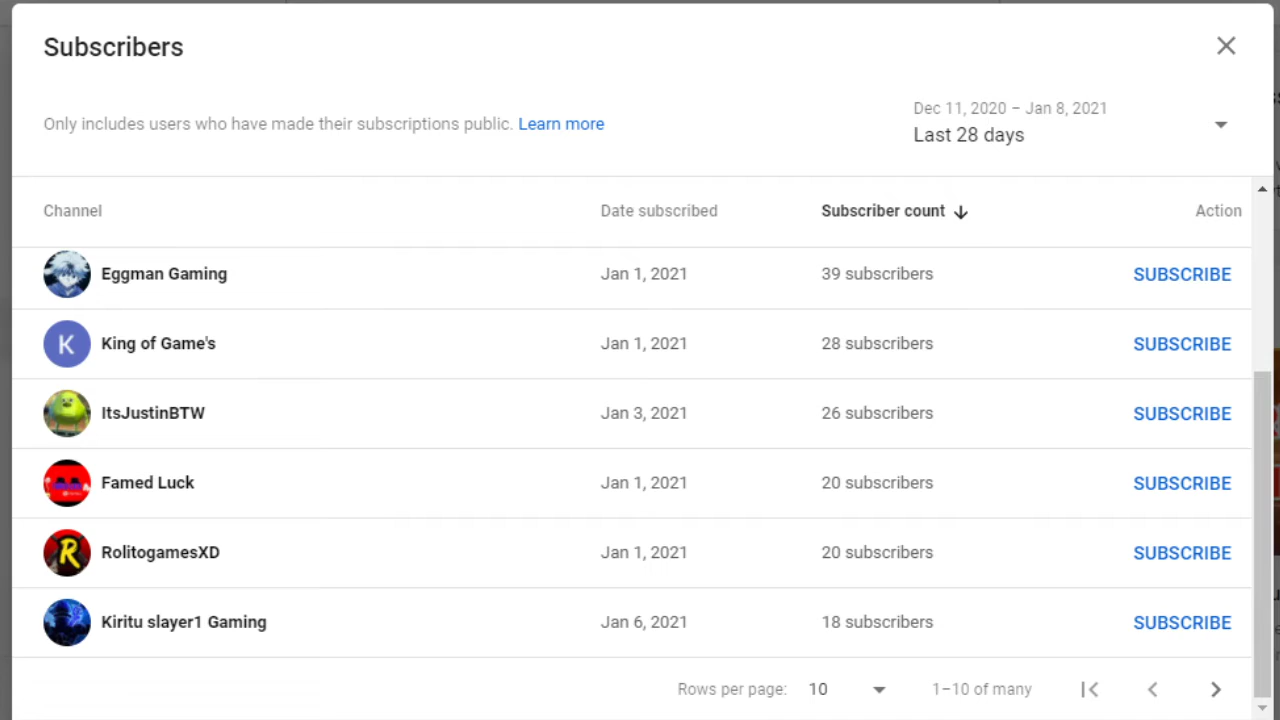 Subscribers
Only includes users who have made their subscriptions public. Learn more
Dec 11, 2020 – Jan 8, 2021
Last 28 days
Channel Date subscribed Subscriber count Action
Eggman Gaming Jan 1, 2021 39 subscribers SUBSCRIBE
K King of Game's Jan 1, 2021 28 subscribers SUBSCRIBE
ItsJustinBTW Jan 3, 2021 26 subscribers SUBSCRIBE
Famed Luck Jan 1, 2021 20 subscribers SUBSCRIBE
R RolitogamesXD Jan 1, 2021 20 subscribers SUBSCRIBE
Kiritu slayer1 Gaming Jan 6, 2021 18 subscribers SUBSCRIBE
Rows per page: 10 1–10 of many